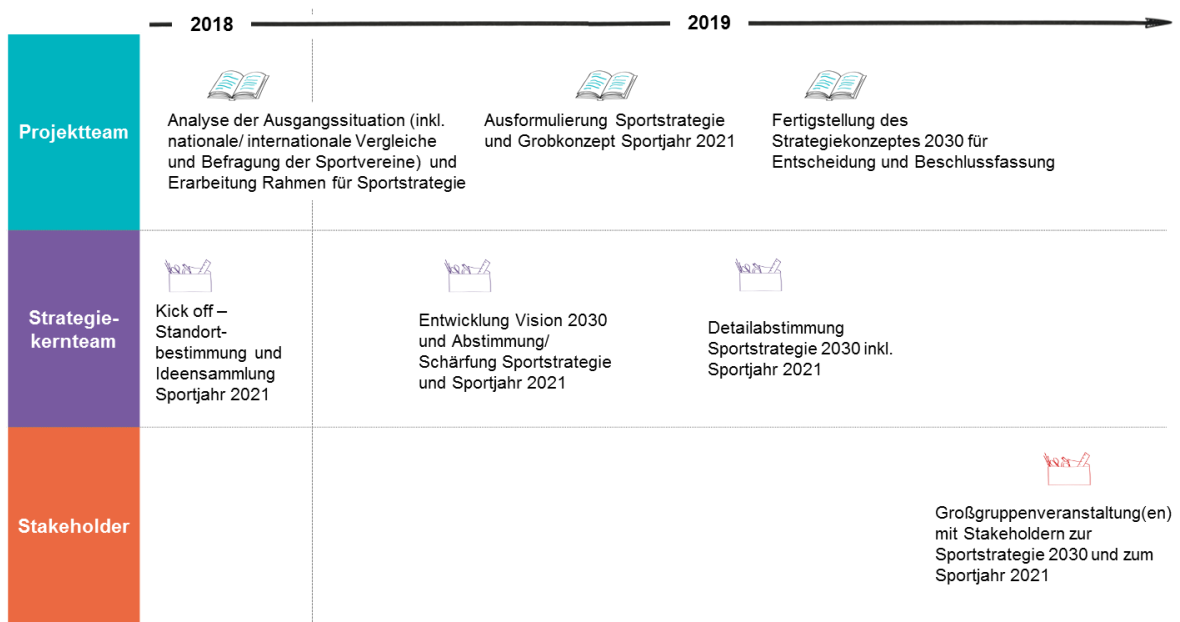 2018
2019
Projektteam
Analyse der Ausgangssituation (inkl.
nationale/ internationale Vergleiche
und Befragung der Sportvereine) und
Erarbeitung Rahmen für Sportstrategie
Ausformulierung Sportstrategie
und Grobkonzept Sportjahr 2021
Fertigstellung des
Strategiekonzeptes 2030 für
Entscheidung und Beschlussfassung
Strategie-
kernteam
Kick off –
Standort-
bestimmung und
Ideensammlung
Sportjahr 2021
Entwicklung Vision 2030
und Abstimmung/
Schärfung Sportstrategie
und Sportjahr 2021
Detailabstimmung
Sportstrategie 2030 inkl.
Sportjahr 2021
Stakeholder
Großgruppenveranstaltung(en)
mit Stakeholdern zur
Sportstrategie 2030 und zum
Sportjahr 2021